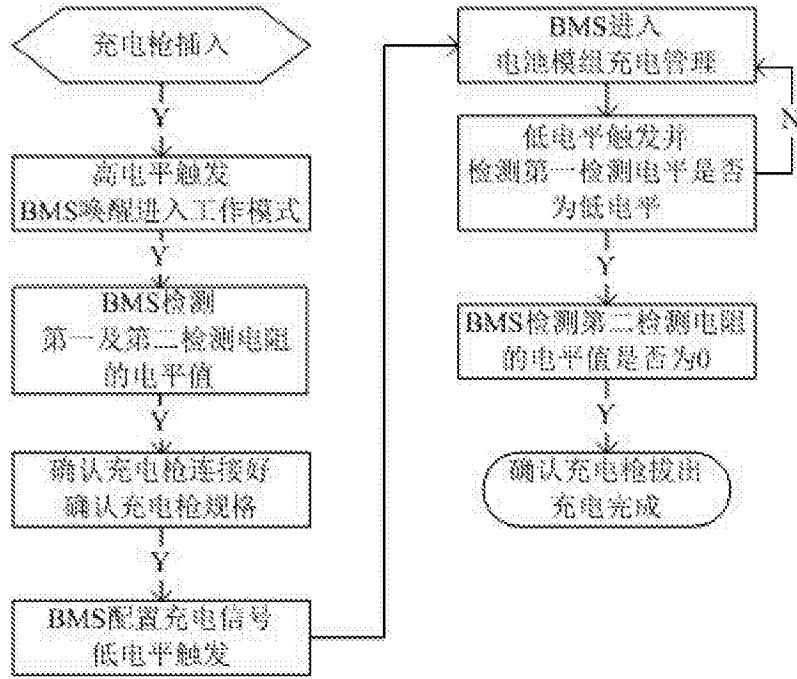 充电枪插入
Y
高电平触发
BMS唤醒进入工作模式
Y
BMS检测
第一及第二检测电阻
的电平值
Y
确认充电枪连接好
确认充电枪规格
Y
BMS配置充电信号
低电平触发
BMS进入
电池模组充电管理
N
低电平触发并
检测第一检测电平是否
为低电平
Y
BMS检测第二检测电阻
的电平值是否为0
Y
确认充电枪拔出
充电完成